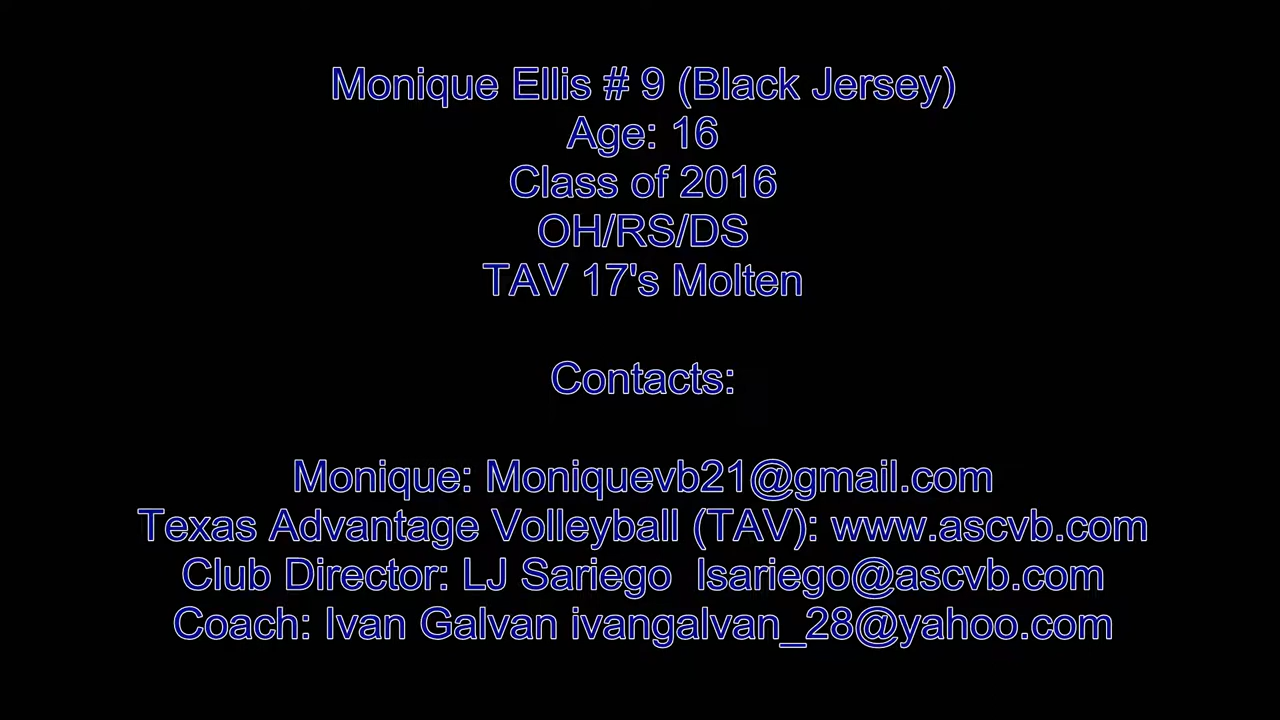 Monique Ellis # 9 (Black Jersey)
Age: 16
Class of 2016
OH/RS/DS
TAV 17's Molten
Contacts:
Monique: Moniquevb21@gmail.com
Texas Advantage Volleyball (TAV): www.ascvb.com
Club Director: LJ Sariego  lsariego@ascvb.com
Coach: Ivan Galvan ivangalvan_28@yahoo.com